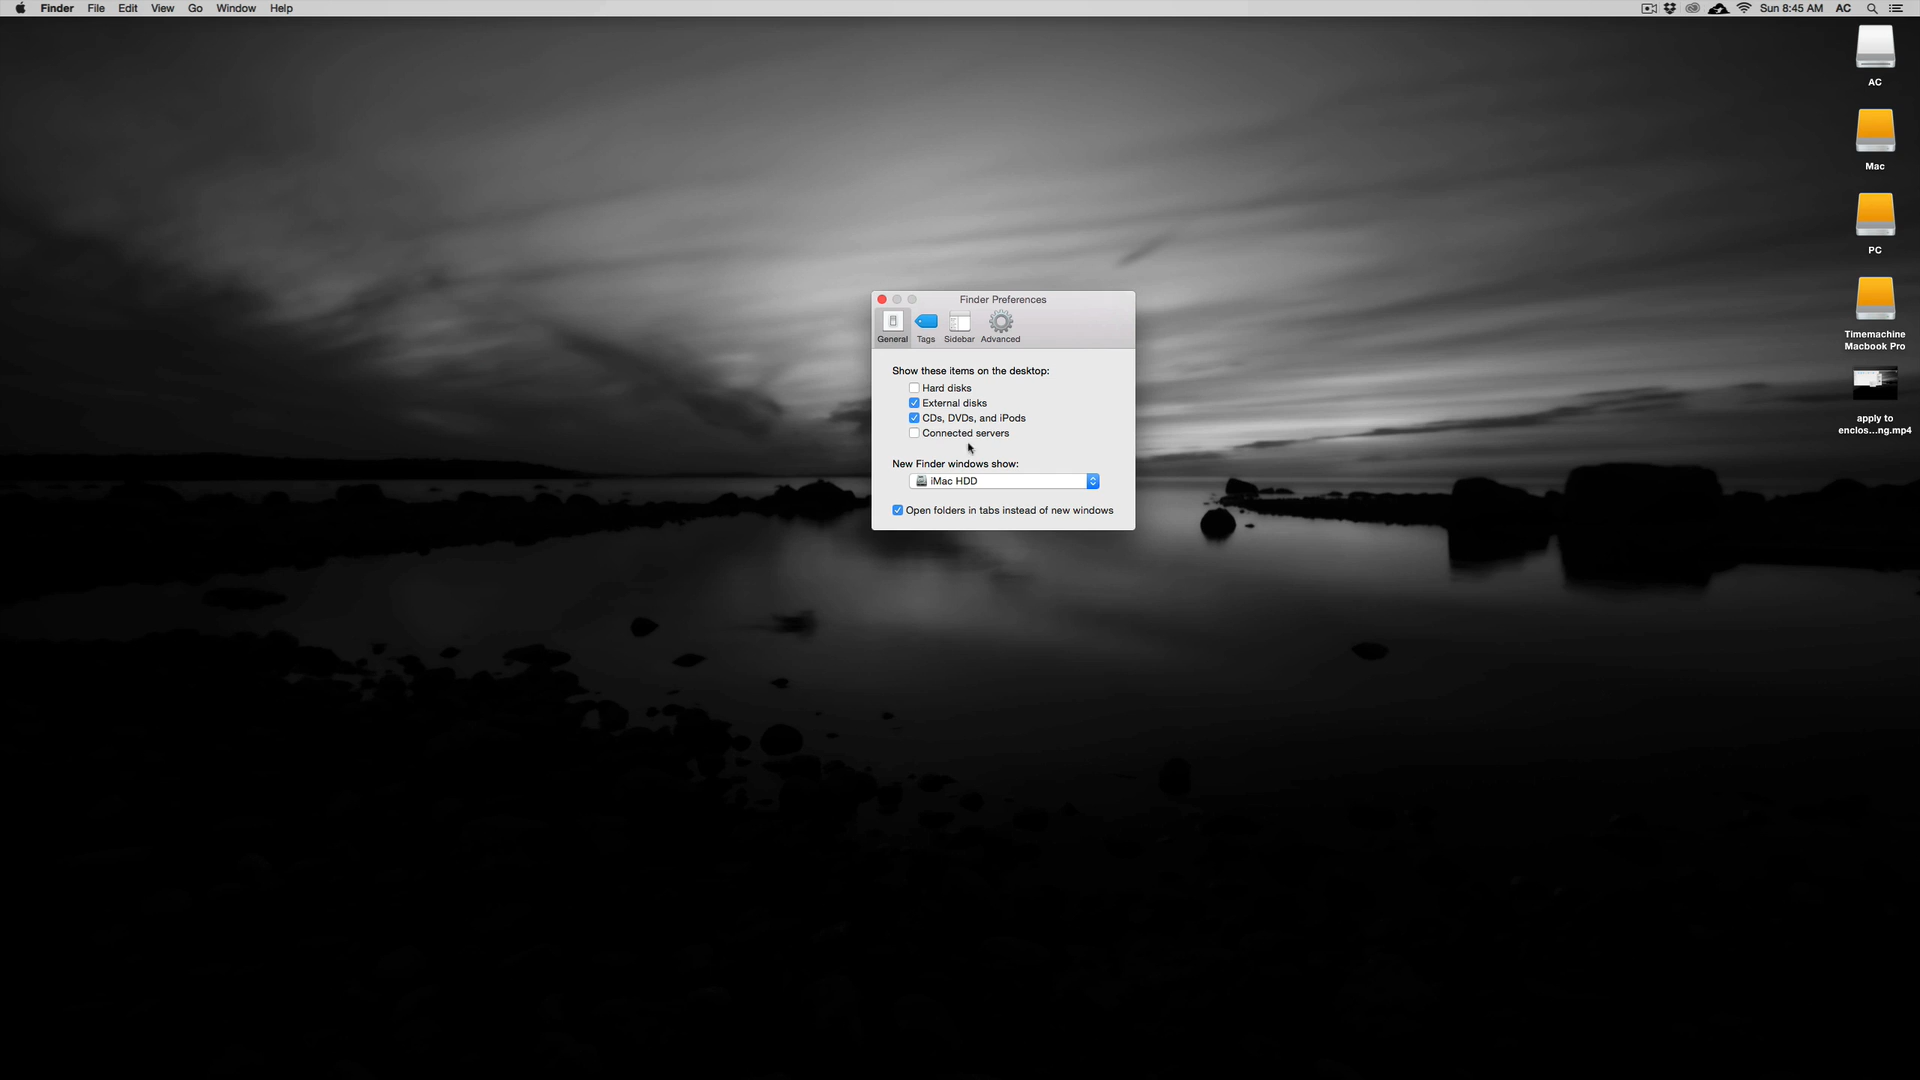 Finder File Edit View Go Window Help
Sun 8:45 AM AC
AC
Mac
PC
Timemachine
Macbook Pro
apply to
enclos...ng.mp4
Finder Preferences
General Tags Sidebar Advanced
Show these items on the desktop:
Hard disks
External disks
CDs, DVDs, and iPods
Connected servers
New Finder windows show:
iMac HDD
Open folders in tabs instead of new windows